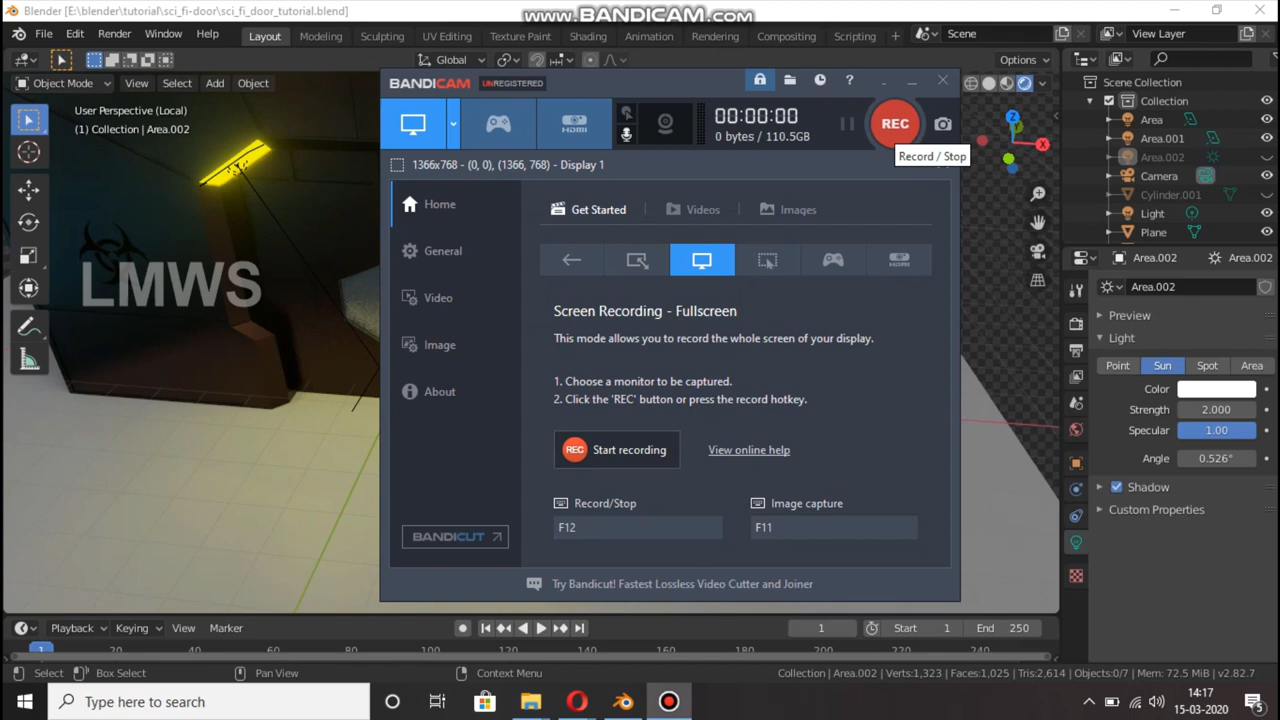 Blender [E:\blender\tutorial\sci_fi-door\sci_fi_door_tutorial.blend]
www.BANDICAM.com
File Edit Render Window Help
Layout Modeling Sculpting UV Editing Texture Paint Shading Animation Rendering Compositing Scripting
Scene
View Layer
Global
Options
Object Mode View Select Add Object
User Perspective (Local)
(1) Collection | Area.002
LMWS
BANDICAM UNREGISTERED
HDMI
00:00:00
0 bytes / 110.5GB
REC
Record / Stop
1366x768 - (0, 0), (1366, 768) - Display 1
Home
General
Video
Image
About
BANDICUT
Get Started
Videos
Images
HDMI
Screen Recording - Fullscreen
This mode allows you to record the whole screen of your display.
1. Choose a monitor to be captured.
2. Click the 'REC' button or press the record hotkey.
REC Start recording
View online help
Record/Stop
F12
Image capture
F11
Try Bandicut! Fastest Lossless Video Cutter and Joiner
Z
X
Scene Collection
Collection
Area
Area.001
Area.002
Camera
Cylinder.001
Light
Plane
Area.002
Area.002
Area.002
Preview
Light
Point Sun Spot Area
Color
Strength 2.000
Specular 1.00
Angle 0.526°
Shadow
Custom Properties
Playback Keying View Marker
1
Start 1
End 250
1 20 40 60 80 100 120 140 160 180 200 220 240
Select Box Select Pan View Context Menu
Collection | Area.002 | Verts:1,323 | Faces:1,025 | Tris:2,614 | Objects:0/7 | Mem: 72.5 MiB | v2.82.7
Type here to search
14:17
15-03-2020
5